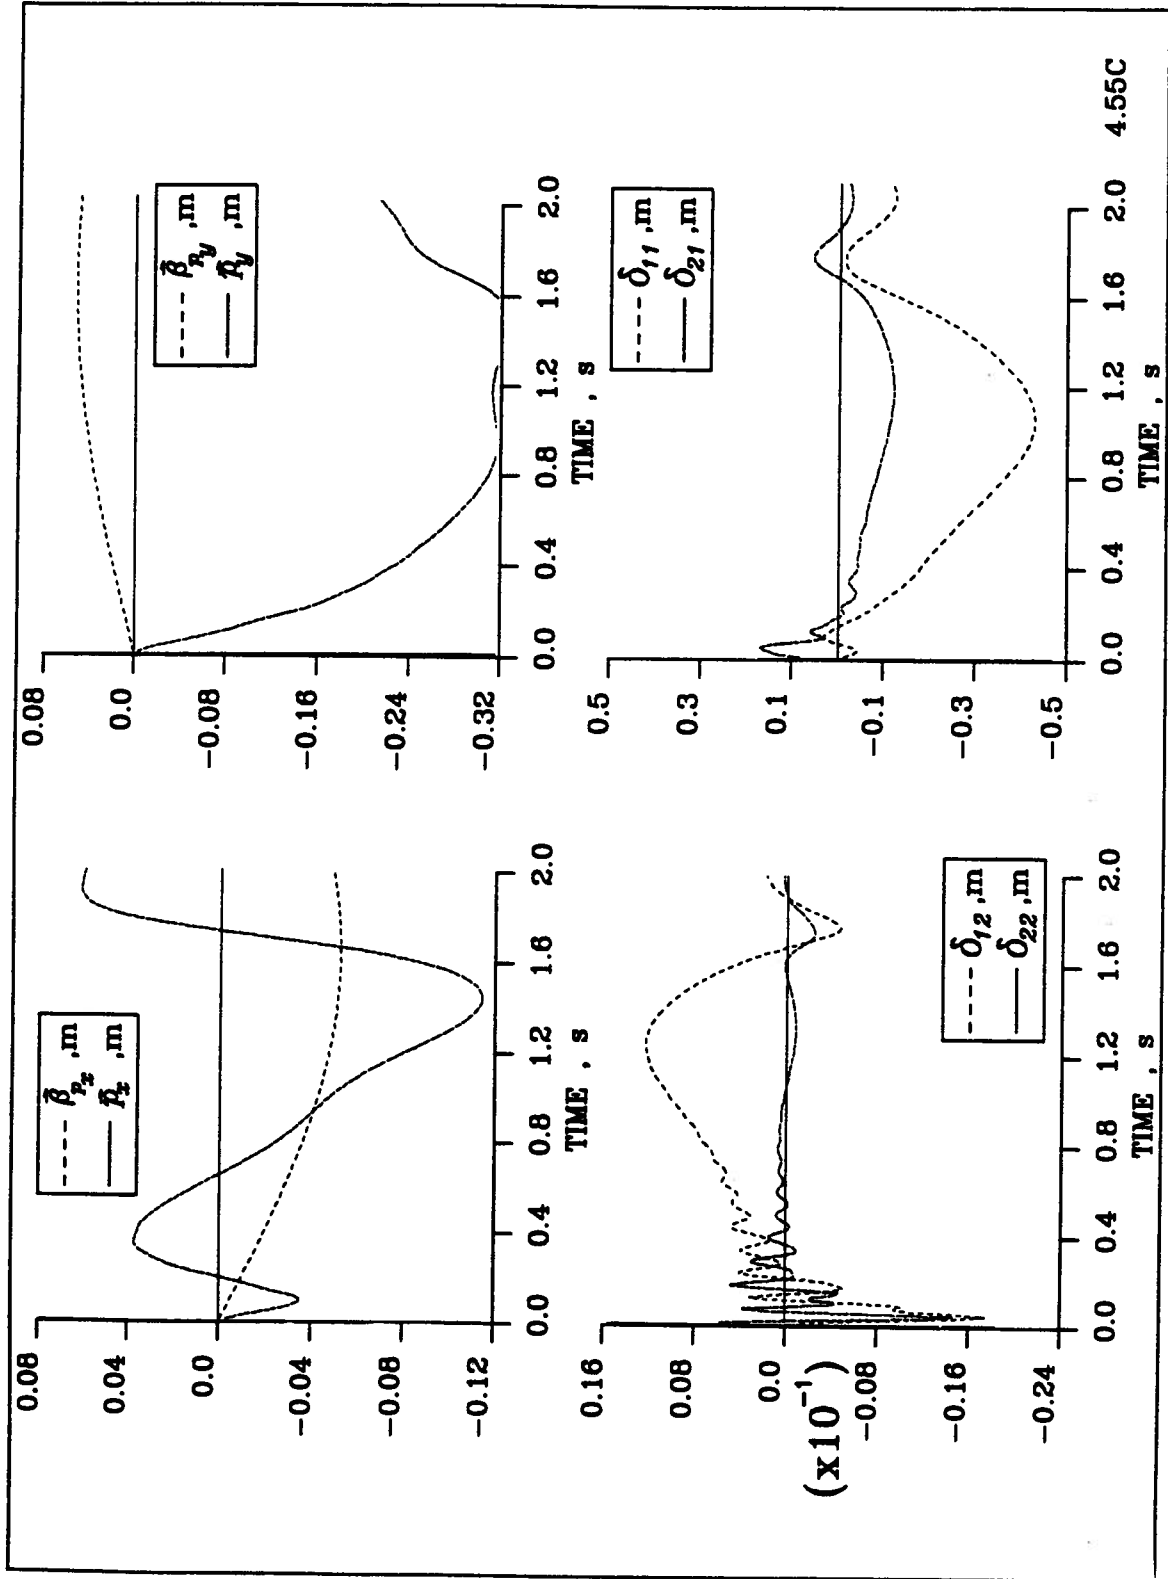 0.08
0.04
0.0
−0.04
−0.08
−0.12
β̃Px ,m
p̃x ,m
0.0 0.4 0.8 1.2 1.6 2.0
TIME , s
0.08
0.0
−0.08
−0.16
−0.24
−0.32
β̃Py ,m
p̃y ,m
0.0 0.4 0.8 1.2 1.6 2.0
TIME , s
0.16
0.08
0.0
(x10⁻¹)
−0.08
−0.16
−0.24
δ12 ,m
δ22 ,m
0.0 0.4 0.8 1.2 1.6 2.0
TIME , s
0.5
0.3
0.1
−0.1
−0.3
−0.5
δ11 ,m
δ21 ,m
0.0 0.4 0.8 1.2 1.6 2.0
TIME , s
4.55C